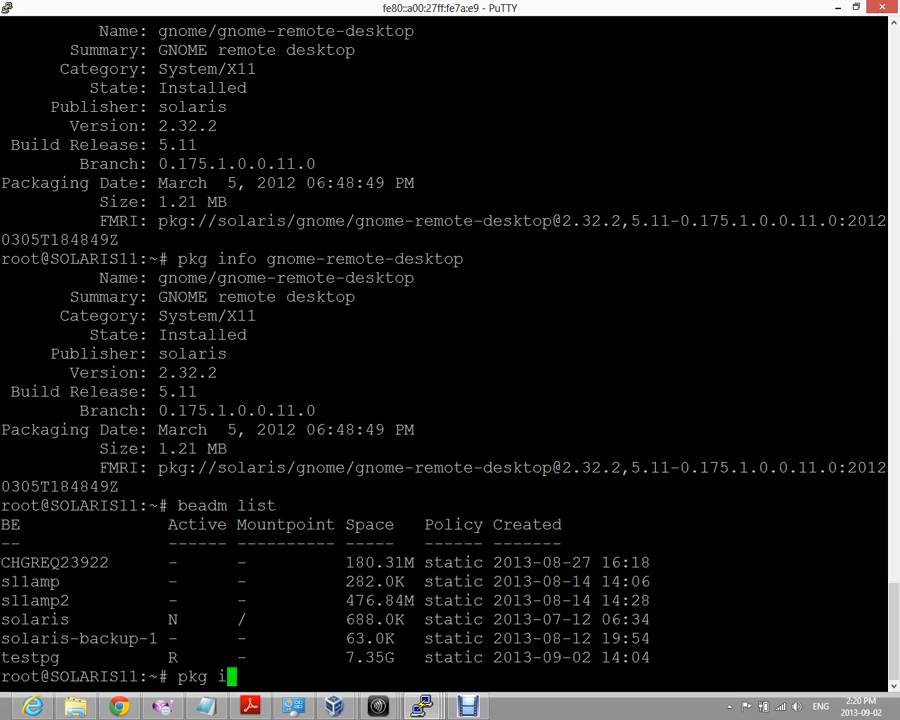 fe80::a00:27ff:fe7a:e9 - PuTTY
Name: gnome/gnome-remote-desktop
Summary: GNOME remote desktop
Category: System/X11
State: Installed
Publisher: solaris
Version: 2.32.2
Build Release: 5.11
Branch: 0.175.1.0.0.11.0
Packaging Date: March  5, 2012 06:48:49 PM
Size: 1.21 MB
FMRI: pkg://solaris/gnome/gnome-remote-desktop@2.32.2,5.11-0.175.1.0.0.11.0:2012
0305T184849Z
root@SOLARIS11:~# pkg info gnome-remote-desktop
Name: gnome/gnome-remote-desktop
Summary: GNOME remote desktop
Category: System/X11
State: Installed
Publisher: solaris
Version: 2.32.2
Build Release: 5.11
Branch: 0.175.1.0.0.11.0
Packaging Date: March  5, 2012 06:48:49 PM
Size: 1.21 MB
FMRI: pkg://solaris/gnome/gnome-remote-desktop@2.32.2,5.11-0.175.1.0.0.11.0:2012
0305T184849Z
root@SOLARIS11:~# beadm list
BE Active Mountpoint Space Policy Created
-- ------ ---------- ----- ------ -------
CHGREQ23922 - - 180.31M static 2013-08-27 16:18
sllamp - - 282.0K static 2013-08-14 14:06
sllamp2 - - 476.84M static 2013-08-14 14:28
solaris N / 688.0K static 2013-07-12 06:34
solaris-backup-1 - - 63.0K static 2013-08-12 19:54
testpg R - 7.35G static 2013-09-02 14:04
root@SOLARIS11:~# pkg i
ENG
2:20 PM
2013-09-02